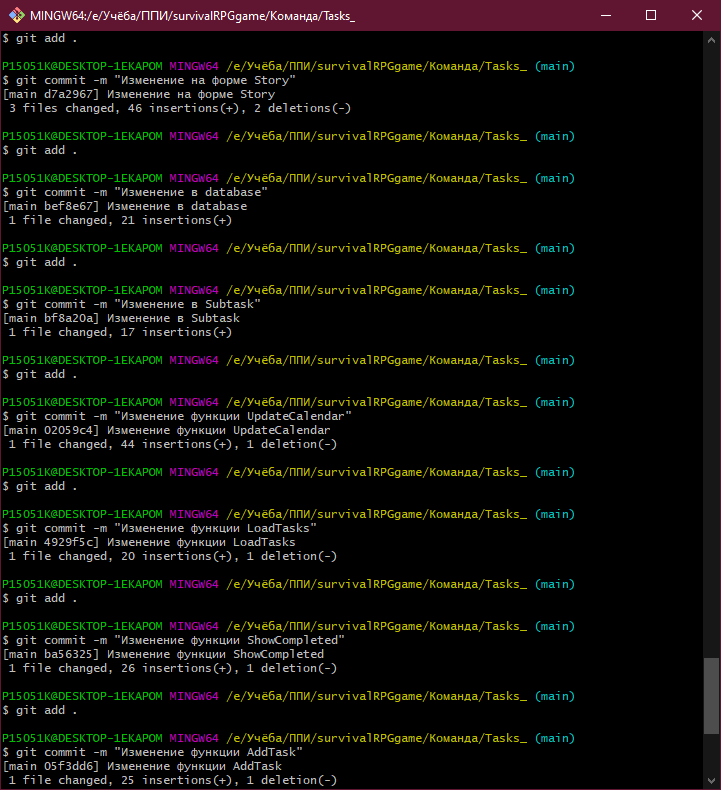 MINGW64:/e/Учёба/ППИ/survivalRPGgame/Команда/Tasks_
$ git add .
P15051K@DESKTOP-1EKAPOM MINGW64 /e/Учёба/ППИ/survivalRPGgame/Команда/Tasks_ (main)
$ git commit -m "Изменение на форме Story"
[main d7a2967] Изменение на форме Story
3 files changed, 46 insertions(+), 2 deletions(-)
P15051K@DESKTOP-1EKAPOM MINGW64 /e/Учёба/ППИ/survivalRPGgame/Команда/Tasks_ (main)
$ git add .
P15051K@DESKTOP-1EKAPOM MINGW64 /e/Учёба/ППИ/survivalRPGgame/Команда/Tasks_ (main)
$ git commit -m "Изменение в database"
[main bef8e67] Изменение в database
1 file changed, 21 insertions(+)
P15051K@DESKTOP-1EKAPOM MINGW64 /e/Учёба/ППИ/survivalRPGgame/Команда/Tasks_ (main)
$ git add .
P15051K@DESKTOP-1EKAPOM MINGW64 /e/Учёба/ППИ/survivalRPGgame/Команда/Tasks_ (main)
$ git commit -m "Изменение в Subtask"
[main bf8a20a] Изменение в Subtask
1 file changed, 17 insertions(+)
P15051K@DESKTOP-1EKAPOM MINGW64 /e/Учёба/ППИ/survivalRPGgame/Команда/Tasks_ (main)
$ git add .
P15051K@DESKTOP-1EKAPOM MINGW64 /e/Учёба/ППИ/survivalRPGgame/Команда/Tasks_ (main)
$ git commit -m "Изменение функции UpdateCalendar"
[main 02059c4] Изменение функции UpdateCalendar
1 file changed, 44 insertions(+), 1 deletion(-)
P15051K@DESKTOP-1EKAPOM MINGW64 /e/Учёба/ППИ/survivalRPGgame/Команда/Tasks_ (main)
$ git add .
P15051K@DESKTOP-1EKAPOM MINGW64 /e/Учёба/ППИ/survivalRPGgame/Команда/Tasks_ (main)
$ git commit -m "Изменение функции LoadTasks"
[main 4929f5c] Изменение функции LoadTasks
1 file changed, 20 insertions(+), 1 deletion(-)
P15051K@DESKTOP-1EKAPOM MINGW64 /e/Учёба/ППИ/survivalRPGgame/Команда/Tasks_ (main)
$ git add .
P15051K@DESKTOP-1EKAPOM MINGW64 /e/Учёба/ППИ/survivalRPGgame/Команда/Tasks_ (main)
$ git commit -m "Изменение функции ShowCompleted"
[main ba56325] Изменение функции ShowCompleted
1 file changed, 26 insertions(+), 1 deletion(-)
P15051K@DESKTOP-1EKAPOM MINGW64 /e/Учёба/ППИ/survivalRPGgame/Команда/Tasks_ (main)
$ git add .
P15051K@DESKTOP-1EKAPOM MINGW64 /e/Учёба/ППИ/survivalRPGgame/Команда/Tasks_ (main)
$ git commit -m "Изменение функции AddTask"
[main 05f3dd6] Изменение функции AddTask
1 file changed, 25 insertions(+), 1 deletion(-)